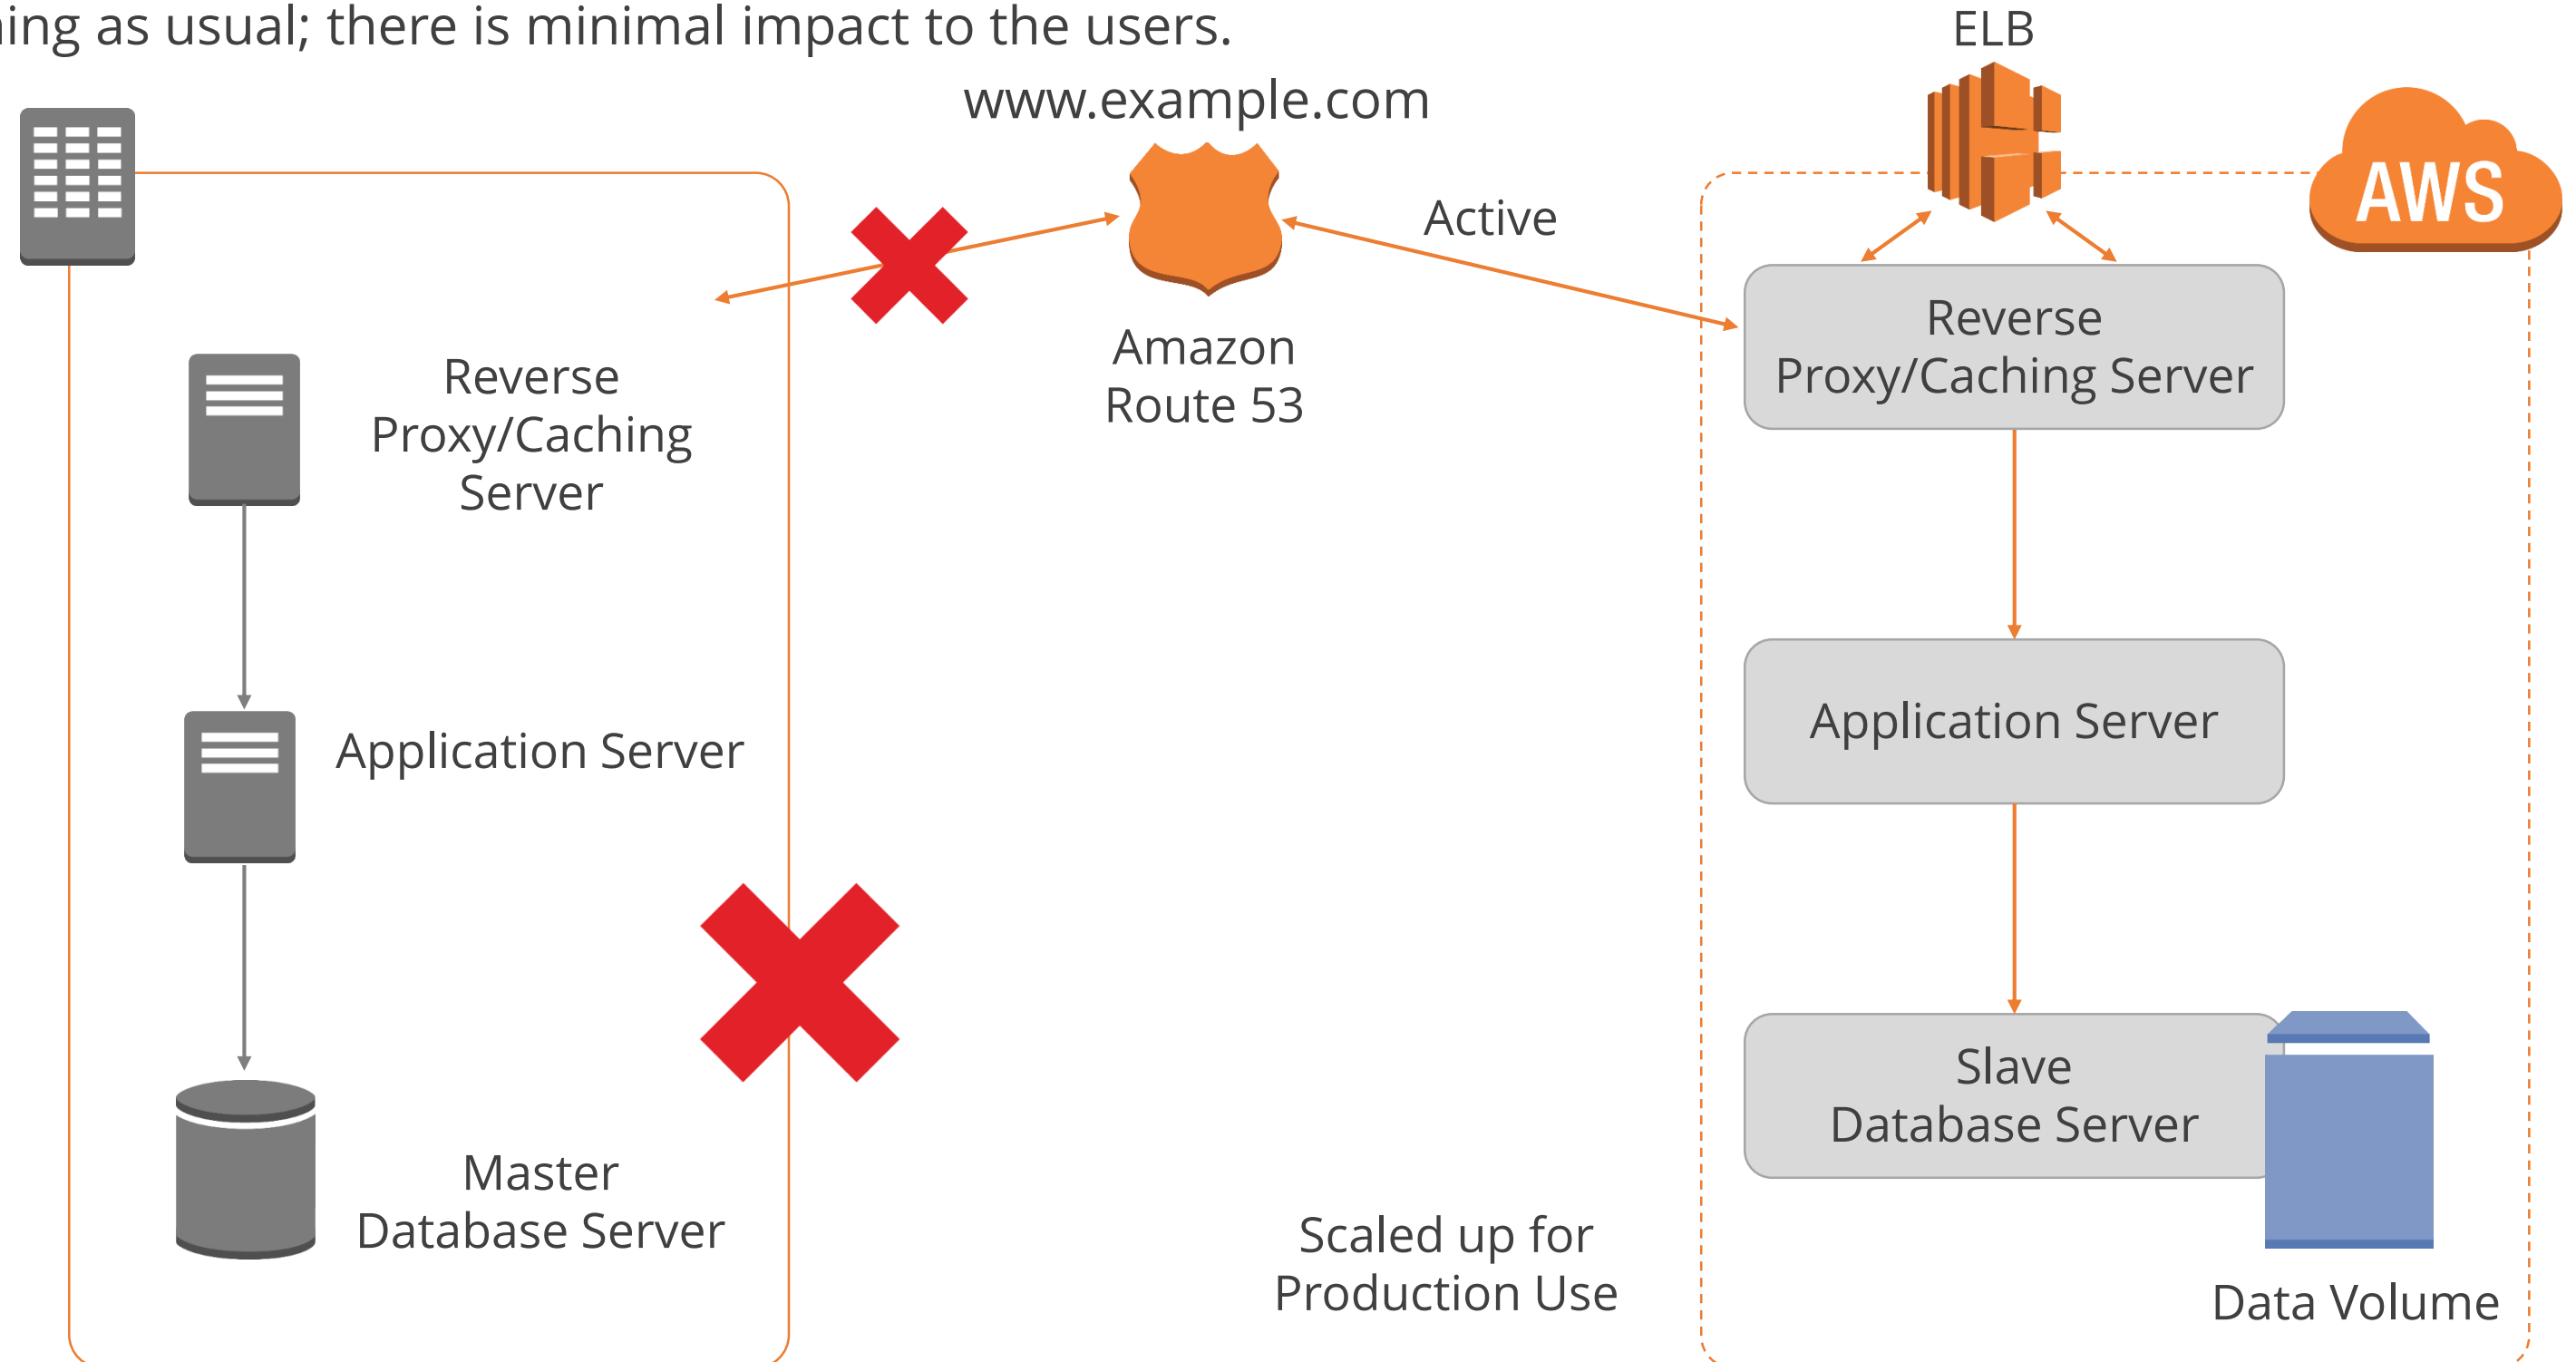 as usual; there is minimal impact to the users.
www.example.com
ELB
AWS
Active
Amazon
Route 53
Reverse
Proxy/Caching
Server
Application Server
Master
Database Server
Reverse
Proxy/Caching Server
Application Server
Slave
Database Server
Scaled up for
Production Use
Data Volume